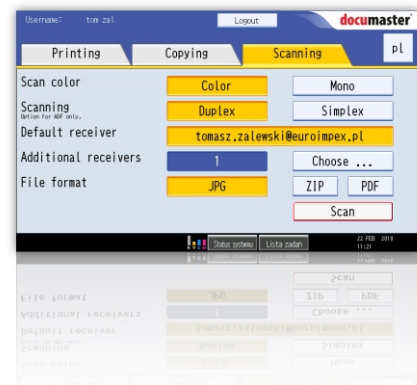 Username: tom zal Logout documaster
Printing Copying Scanning pl
Scan color Color Mono
Scanning Duplex Simplex
Option for ADF only.
Default receiver tomasz.zalewski@euroimpex.pl
Additional receivers 1 Choose ...
File format JPG ZIP PDF
Scan
Status systemu Lista zadań 22 FEB 2018
11:21